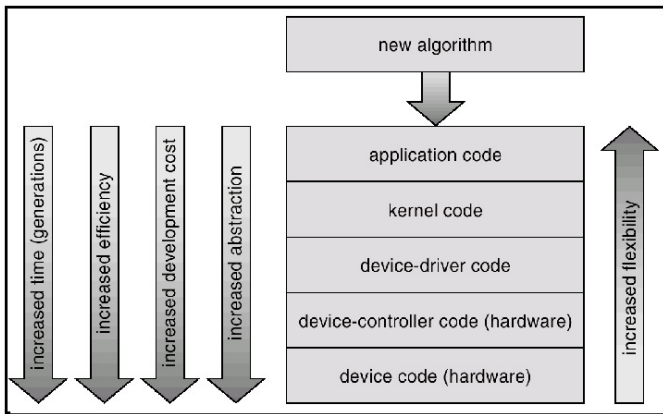 new algorithm
increased time (generations)
increased efficiency
increased development cost
increased abstraction
application code
kernel code
device-driver code
device-controller code (hardware)
device code (hardware)
increased flexibility